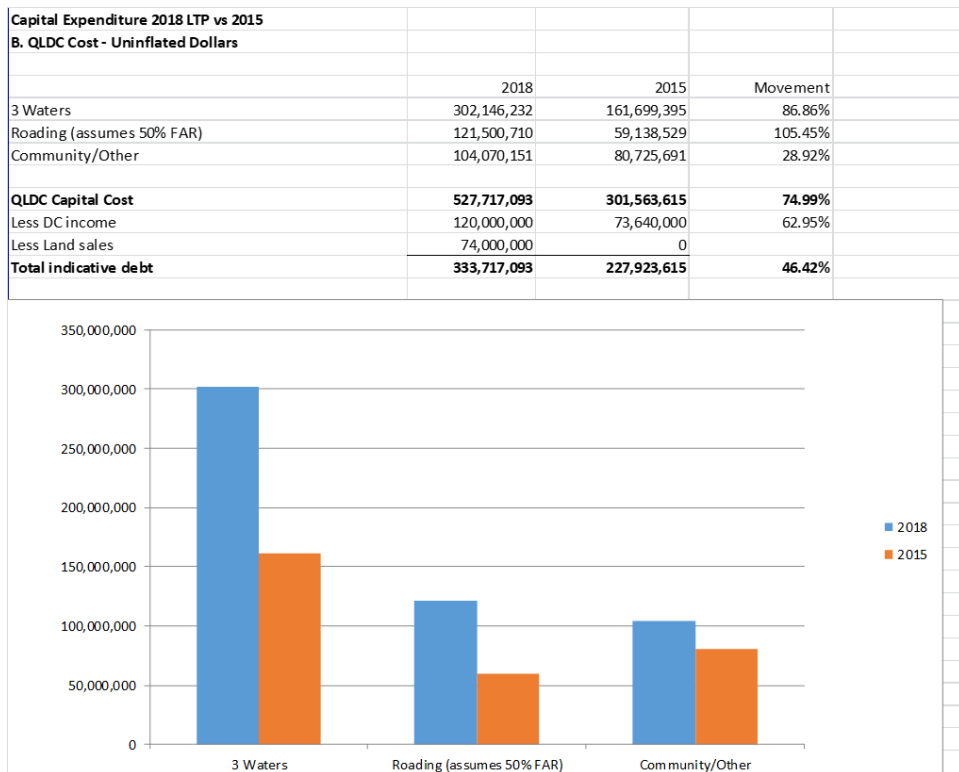 Capital Expenditure 2018 LTP vs 2015
B. QLDC Cost - Uninflated Dollars
2018 2015 Movement
3 Waters 302,146,232 161,699,395 86.86%
Roading (assumes 50% FAR) 121,500,710 59,138,529 105.45%
Community/Other 104,070,151 80,725,691 28.92%
QLDC Capital Cost 527,717,093 301,563,615 74.99%
Less DC income 120,000,000 73,640,000 62.95%
Less Land sales 74,000,000 0
Total indicative debt 333,717,093 227,923,615 46.42%
350,000,000
300,000,000
250,000,000
200,000,000
150,000,000
100,000,000
50,000,000
0
3 Waters Roading (assumes 50% FAR) Community/Other
2018
2015